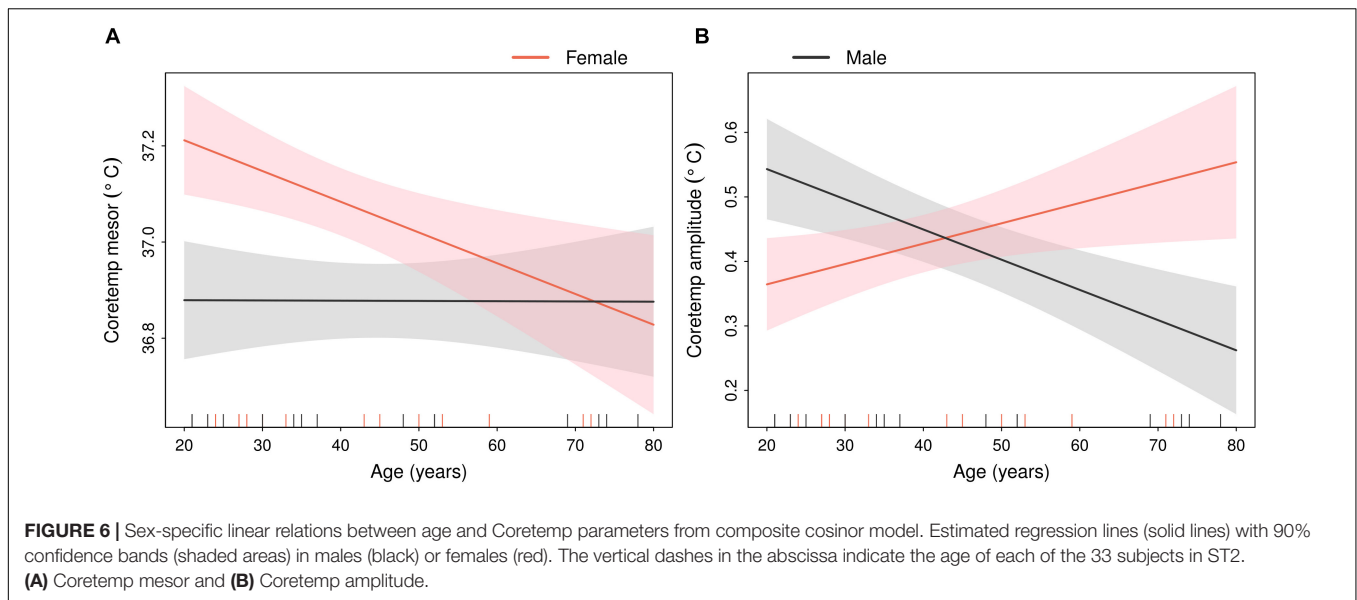 A
B
Female
Male
Coretemp mesor (° C)
37.2
37.0
36.8
20 30 40 50 60 70 80
Age (years)
Coretemp amplitude (° C)
0.6
0.5
0.4
0.3
0.2
20 30 40 50 60 70 80
Age (years)
FIGURE 6 | Sex-specific linear relations between age and Coretemp parameters from composite cosinor model. Estimated regression lines (solid lines) with 90%
confidence bands (shaded areas) in males (black) or females (red). The vertical dashes in the abscissa indicate the age of each of the 33 subjects in ST2.
(A) Coretemp mesor and (B) Coretemp amplitude.